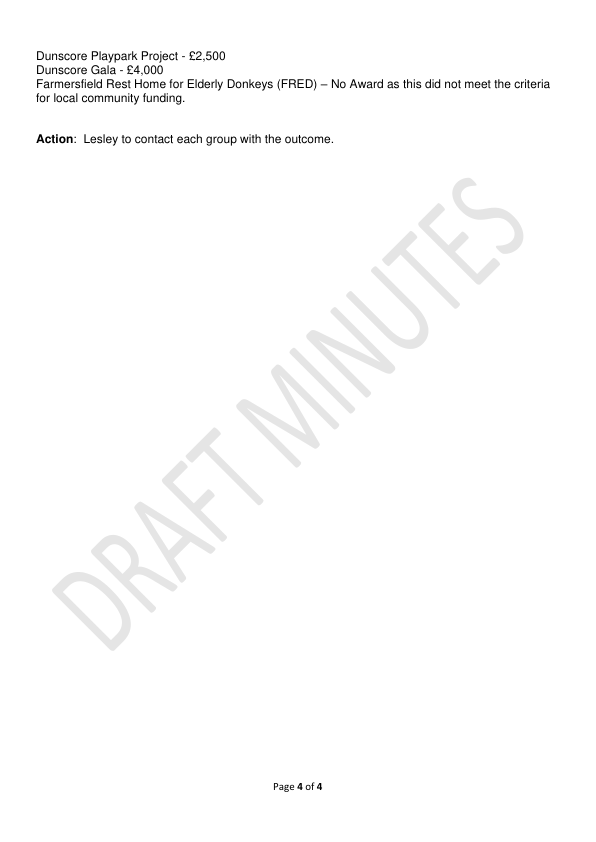 Dunscore Playpark Project - £2,500
Dunscore Gala - £4,000
Farmersfield Rest Home for Elderly Donkeys (FRED) – No Award as this did not meet the criteria
for local community funding.
Action:  Lesley to contact each group with the outcome.
DRAFT MINUTES
Page 4 of 4